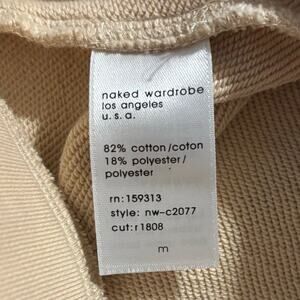 naked wardrobe
los angeles
u.s.a.
82% cotton/coton
18% polyester/
polyester
rn:159313
style: nw-c2077
cut:r1808
m